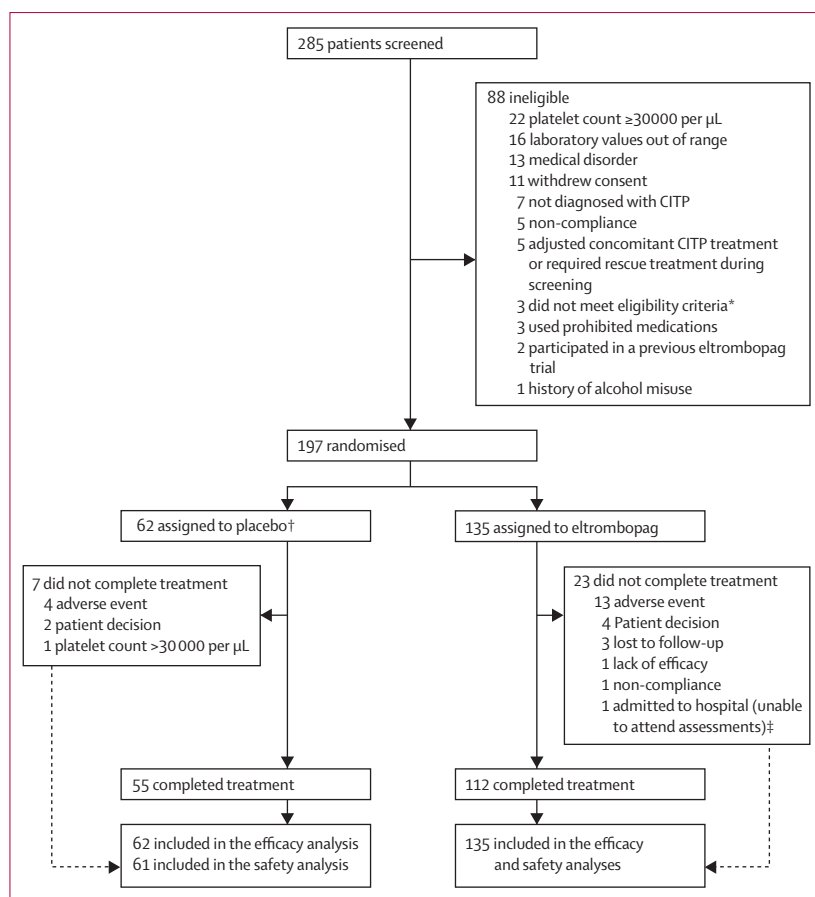 285 patients screened
88 ineligible
22 platelet count ≥30000 per µL
16 laboratory values out of range
13 medical disorder
11 withdrew consent
7 not diagnosed with CITP
5 non-compliance
5 adjusted concomitant CITP treatment
or required rescue treatment during
screening
3 did not meet eligibility criteria*
3 used prohibited medications
2 participated in a previous eltrombopag
trial
1 history of alcohol misuse
197 randomised
62 assigned to placebo†
135 assigned to eltrombopag
7 did not complete treatment
4 adverse event
2 patient decision
1 platelet count >30 000 per µL
23 did not complete treatment
13 adverse event
4 Patient decision
3 lost to follow-up
1 lack of efficacy
1 non-compliance
1 admitted to hospital (unable
to attend assessments)‡
55 completed treatment
112 completed treatment
62 included in the efficacy analysis
61 included in the safety analysis
135 included in the efficacy
and safety analyses